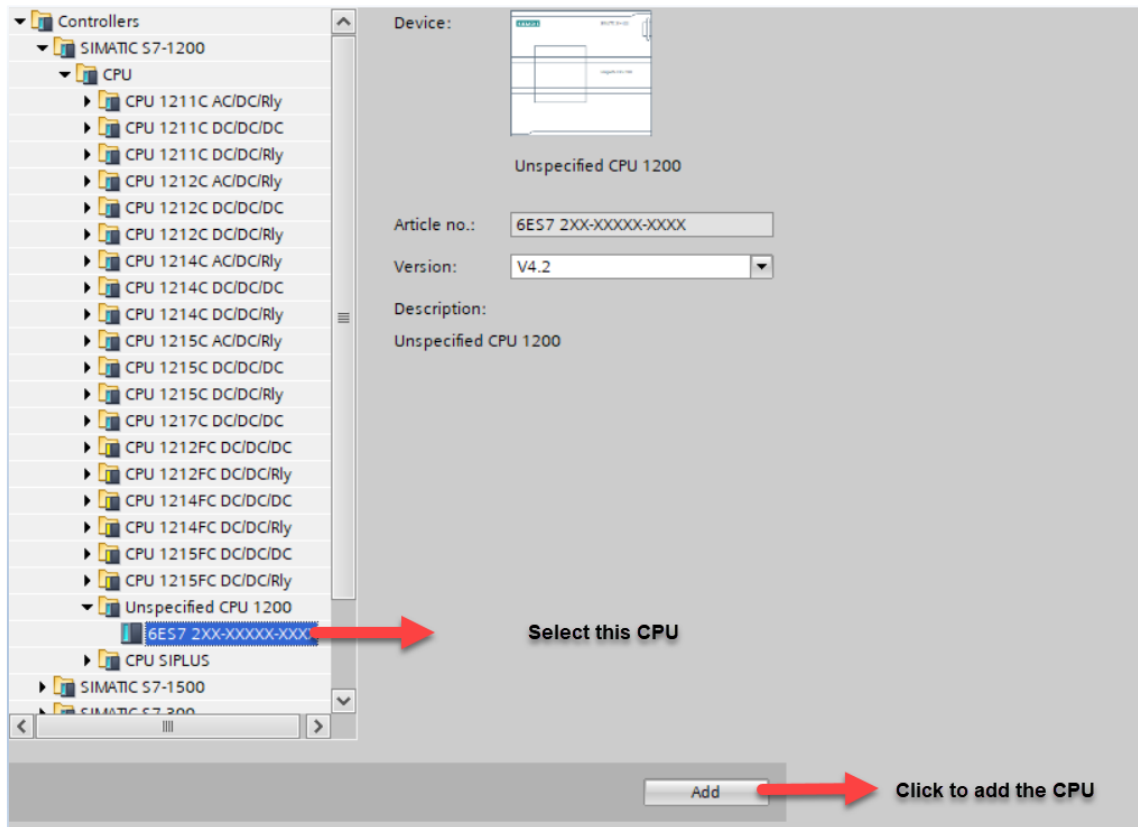 Controllers
SIMATIC S7-1200
CPU
CPU 1211C AC/DC/Rly
CPU 1211C DC/DC/DC
CPU 1211C DC/DC/Rly
CPU 1212C AC/DC/Rly
CPU 1212C DC/DC/DC
CPU 1212C DC/DC/Rly
CPU 1214C AC/DC/Rly
CPU 1214C DC/DC/DC
CPU 1214C DC/DC/Rly
CPU 1215C AC/DC/Rly
CPU 1215C DC/DC/DC
CPU 1215C DC/DC/Rly
CPU 1217C DC/DC/DC
CPU 1212FC DC/DC/DC
CPU 1212FC DC/DC/Rly
CPU 1214FC DC/DC/DC
CPU 1214FC DC/DC/Rly
CPU 1215FC DC/DC/DC
CPU 1215FC DC/DC/Rly
Unspecified CPU 1200
6ES7 2XX-XXXXX-XXX
CPU SIPLUS
SIMATIC S7-1500
SIMATIC S7-300
Device:
Unspecified CPU 1200
Article no.: 6ES7 2XX-XXXXX-XXXX
Version: V4.2
Description:
Unspecified CPU 1200
Select this CPU
Add
Click to add the CPU